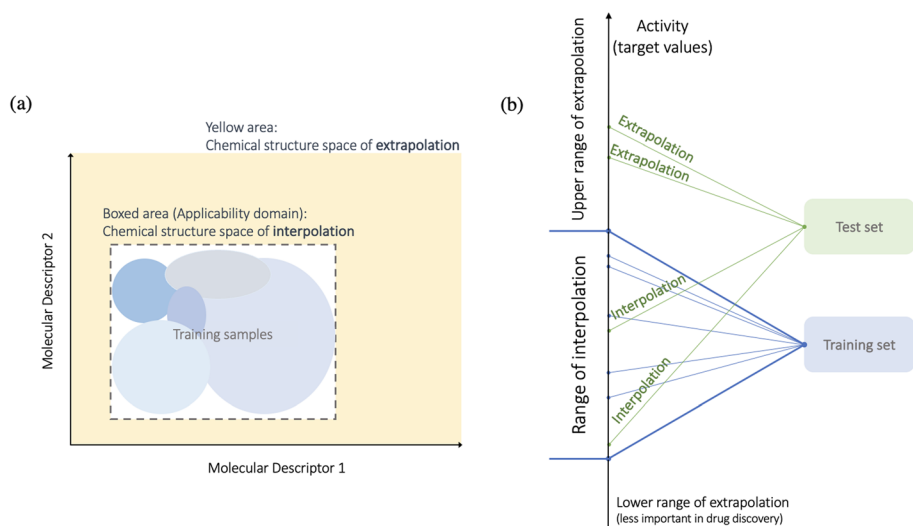 (a)
Yellow area:
Chemical structure space of extrapolation
Boxed area (Applicability domain):
Chemical structure space of interpolation
Training samples
Molecular Descriptor 2
Molecular Descriptor 1
(b)
Activity
(target values)
Upper range of extrapolation
Extrapolation
Extrapolation
Test set
Range of interpolation
Interpolation
Training set
Interpolation
Lower range of extrapolation
(less important in drug discovery)